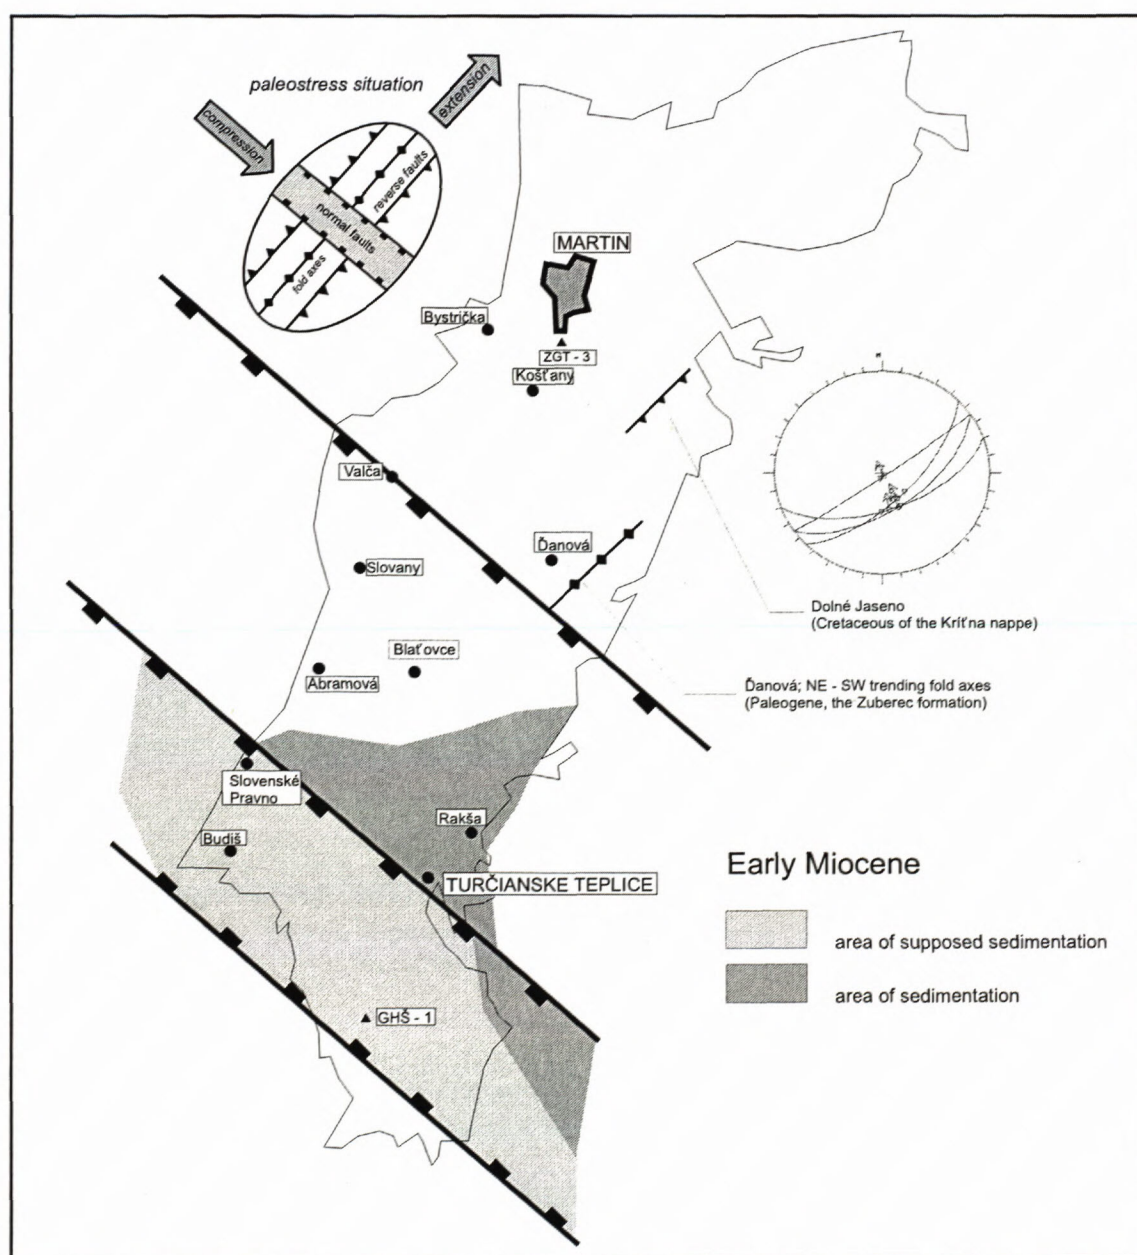 paleostress situation
compression
extension
reverse faults
normal faults
fold axes
MARTIN
Bystrička
ZGT - 3
Košťany
Valča
Ďanová
Slovany
Dolné Jaseno
(Cretaceous of the Kríťna nappe)
Blaťovce
Abramová
Ďanová; NE - SW trending fold axes
(Paleogene, the Zuberec formation)
Slovenské
Pravno
Rakša
Budiš
TURČIANSKE TEPLICE
Early Miocene
area of supposed sedimentation
area of sedimentation
GHŠ - 1